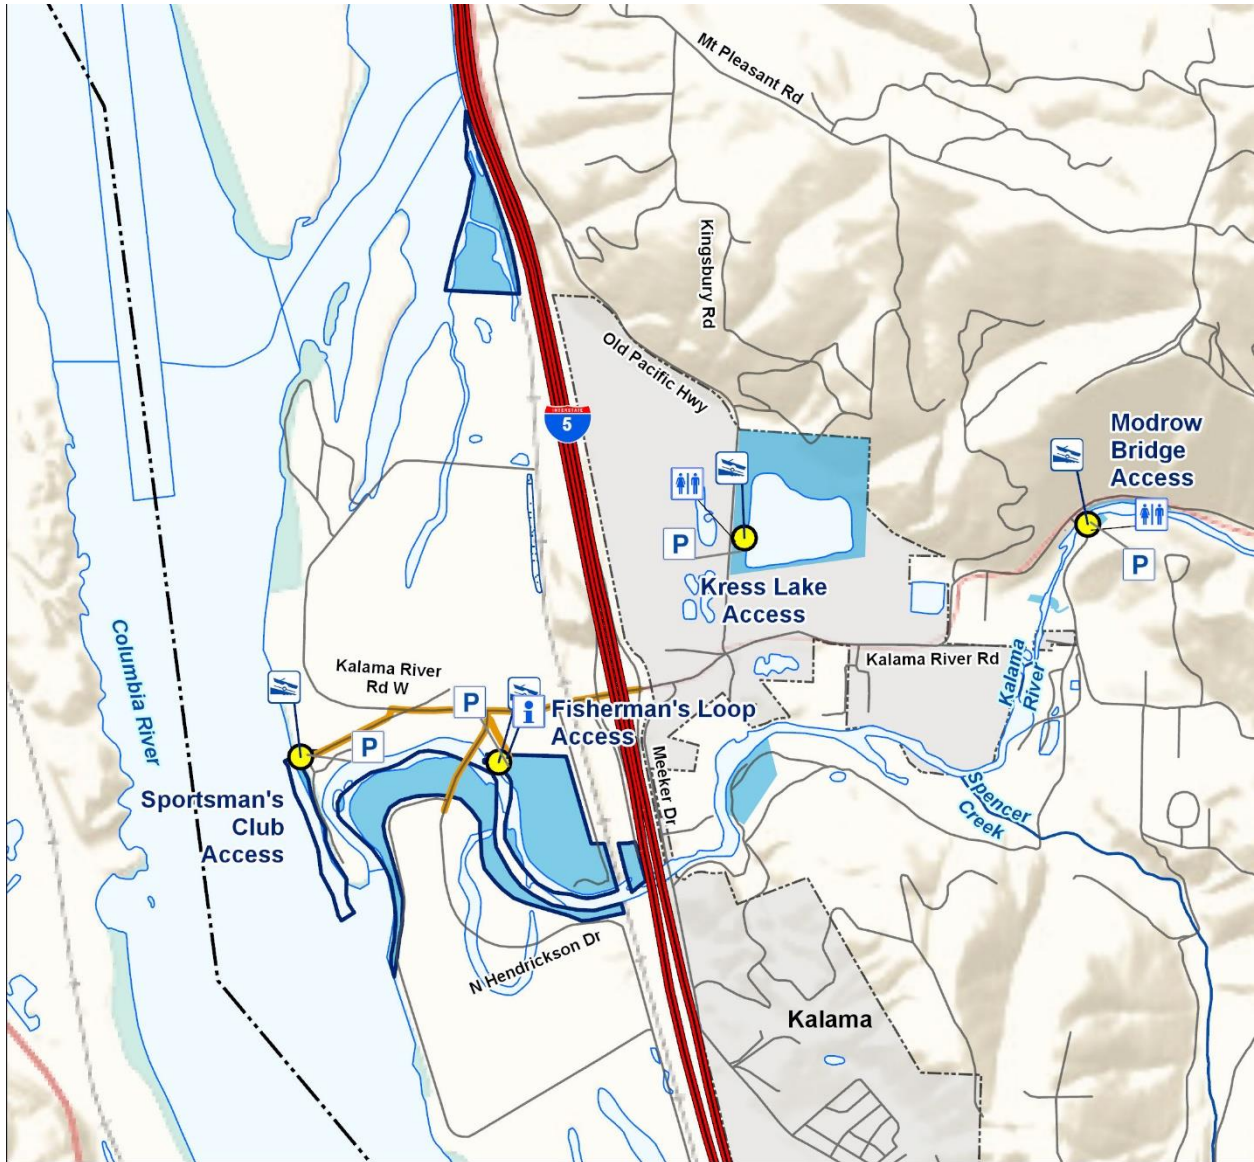 Mt Pleasant Rd
Kingsbury Rd
Old Pacific Hwy
INTERSTATE
5
Modrow
Bridge
Access
P
P
Kress Lake
Access
Columbia River
Kalama River
Rd W
Kalama River Rd
Kalama
River
P
P
i
Fisherman's Loop
Access
Meeker Dr
Spencer
Creek
Sportsman's
Club
Access
N Hendrickson Dr
Kalama